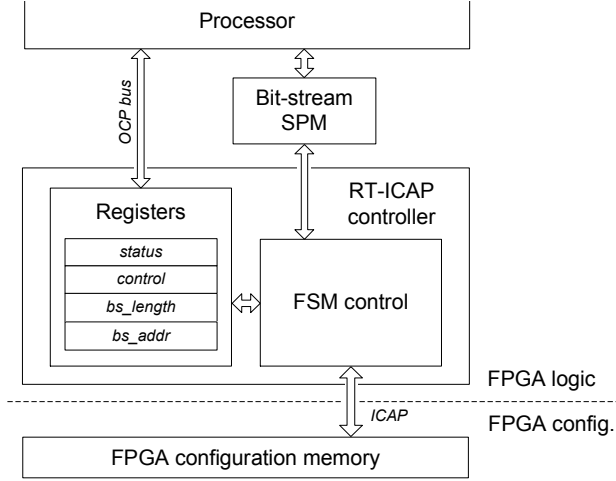 Processor
OCP bus
Bit-stream
SPM
RT-ICAP
controller
Registers
status
control
bs_length
bs_addr
FSM control
FPGA logic
ICAP
FPGA config.
FPGA configuration memory